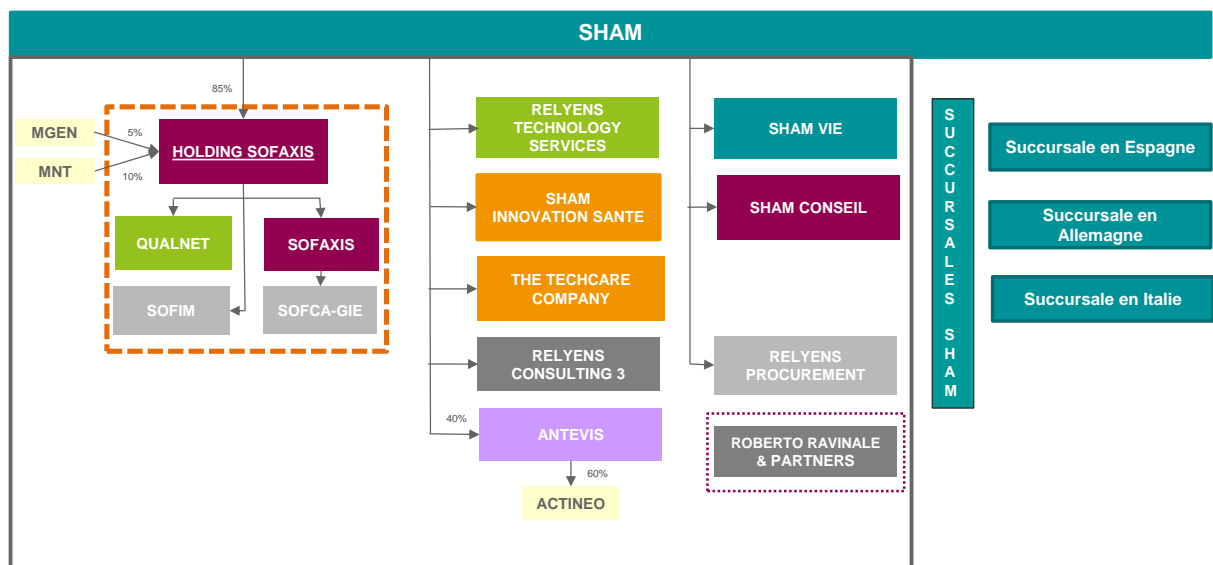 SHAM
85%
MGEN
5%
MNT
10%
HOLDING SOFAXIS
QUALNET
SOFAXIS
SOFIM
SOFCA-GIE
RELYENS
TECHNOLOGY
SERVICES
SHAM
INNOVATION SANTE
THE TECHCARE
COMPANY
RELYENS
CONSULTING 3
40%
ANTEVIS
60%
ACTINEO
SHAM VIE
SHAM CONSEIL
RELYENS
PROCUREMENT
ROBERTO RAVINALE
& PARTNERS
SUCCURSALES SHAM
Succursale en Espagne
Succursale en
Allemagne
Succursale en Italie